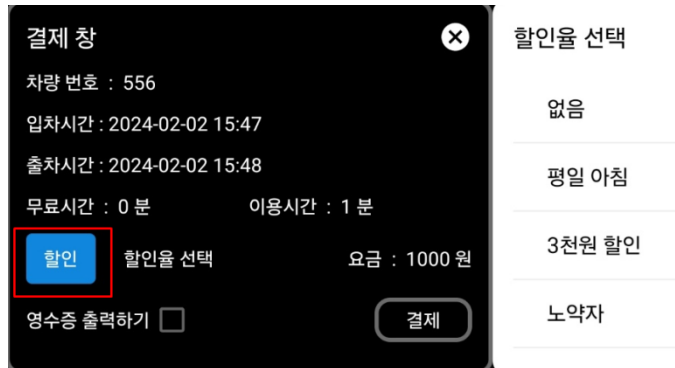 결제 창
차량 번호 : 556
입차시간 : 2024-02-02 15:47
출차시간 : 2024-02-02 15:48
무료시간 : 0 분 이용시간 : 1 분
할인 할인율 선택 요금 : 1000 원
영수증 출력하기 결제
할인율 선택
없음
평일 아침
3천원 할인
노약자